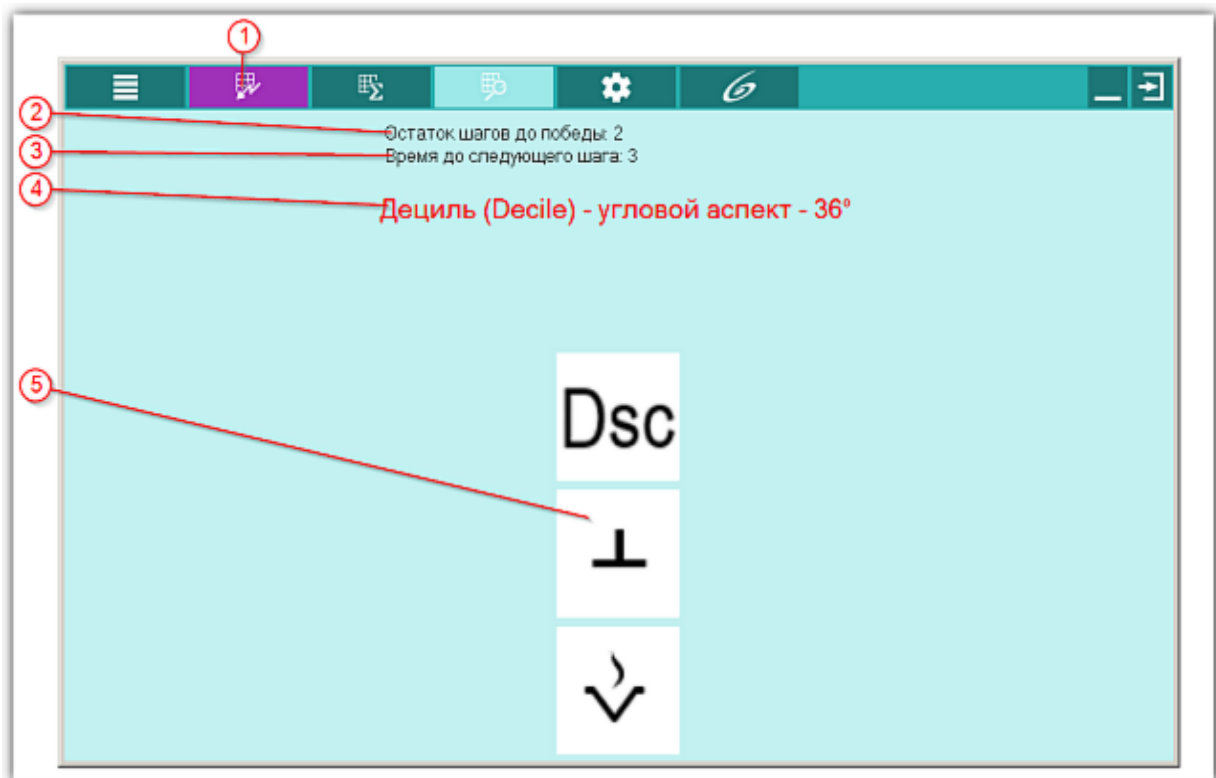 1
2
Остаток шагов до победы: 2
3
Время до следующего шага: 3
4
Дециль (Decile) - угловой аспект - 36°
5
Dsc